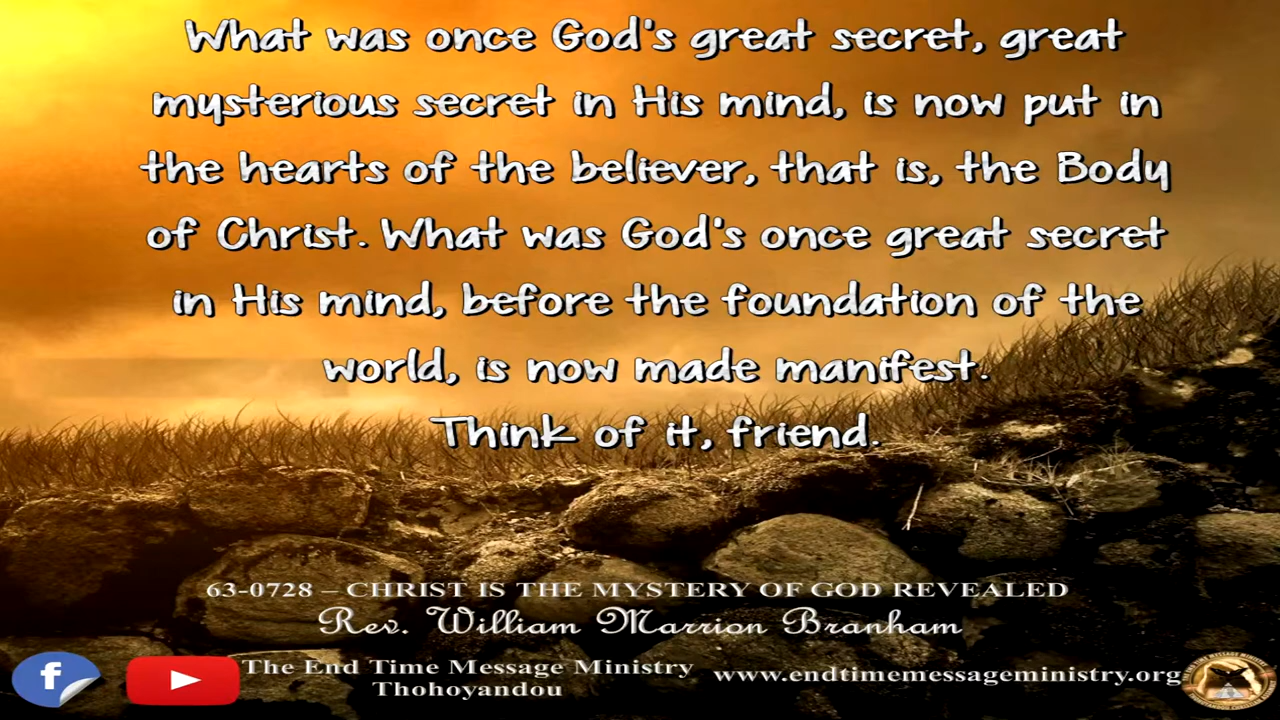 What was once God's great secret, great
mysterious secret in His mind, is now put in
the hearts of the believer, that is, the Body
of Christ. What was God's once great secret
in His mind, before the foundation of the
world, is now made manifest.
Think of it, friend.
63-0728 – CHRIST IS THE MYSTERY OF GOD REVEALED
Rev. William Marrion Branham
The End Time Message Ministry
Thohoyandou
www.endtimemessageministry.org
f